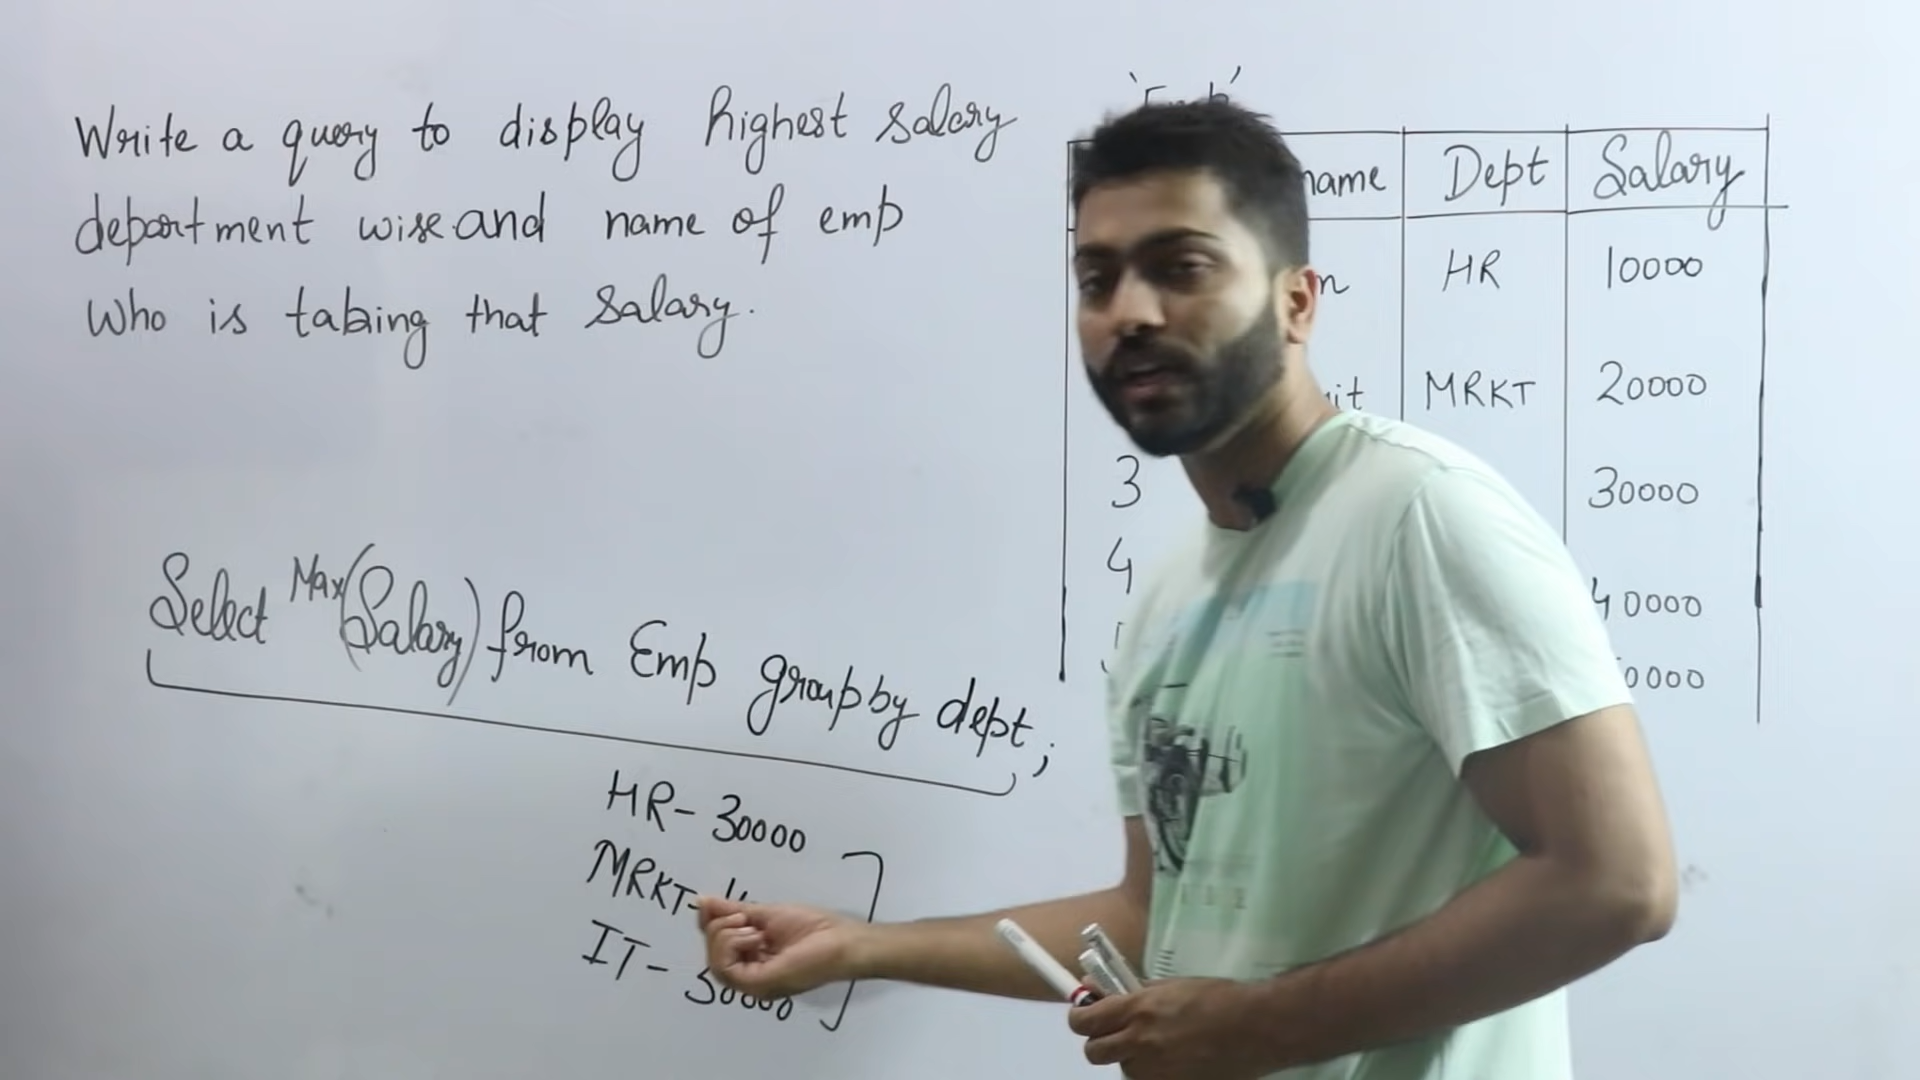 Write a query to display highest salary
department wise and name of emp
Who is taking that Salary.
Select Max(Salary) from Emp group by dept;
HR- 30000
MRKT-
IT-
Dept Salary
HR 10000
MRKT 20000
3 30000
4 40000